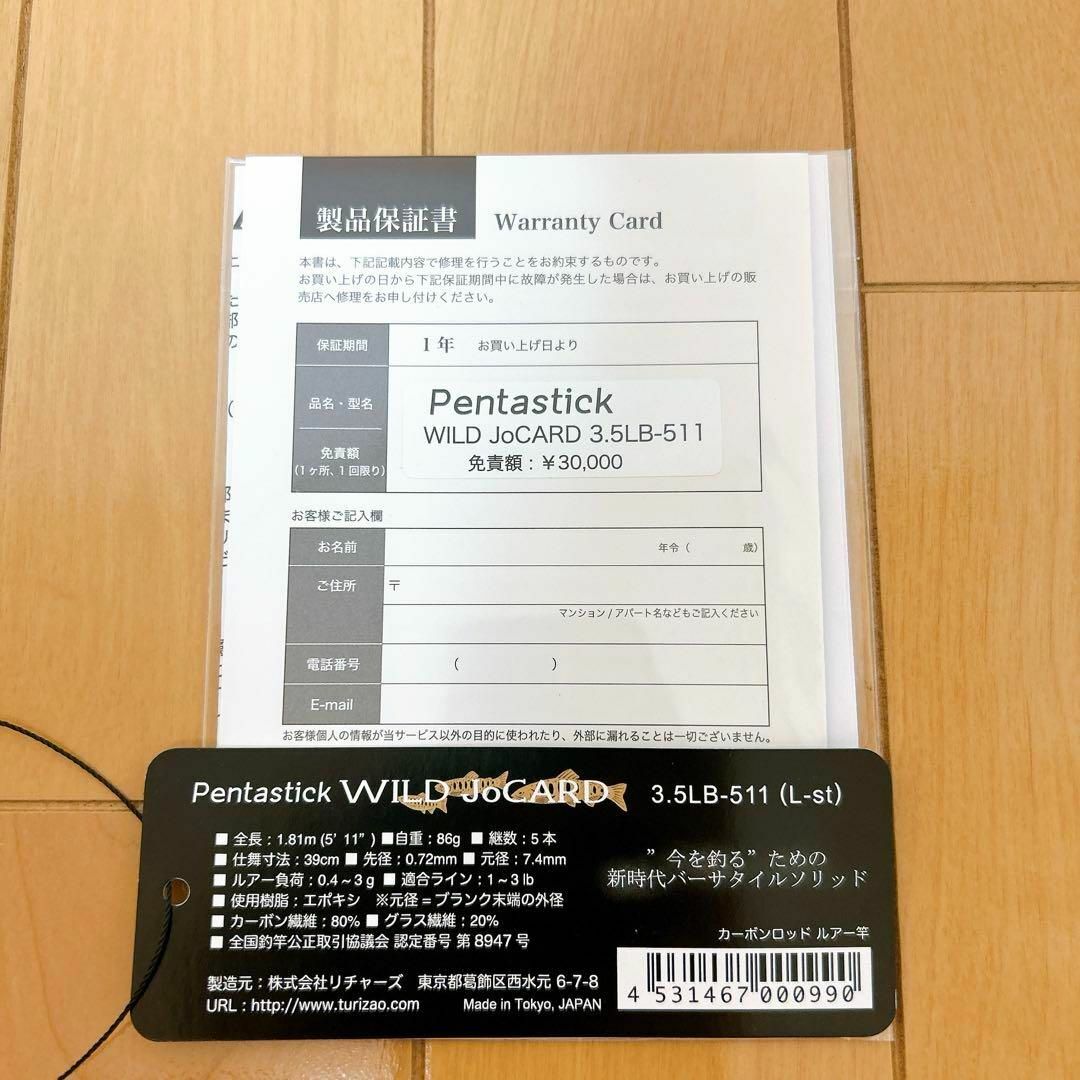 製品保証書 Warranty Card
本書は、下記記載内容で修理を行うことをお約束するものです。
お買い上げの日から下記保証期間中に故障が発生した場合は、お買い上げの販
売店へ修理をお申し付けください。
保証期間 1年 お買い上げ日より
品名・型名 Pentastick
WILD JoCARD 3.5LB-511
免責額 (1ヶ所、1回限り) 免責額:¥30,000
お客様ご記入欄
お名前 年令( 歳)
ご住所 〒
マンション/アパート名などもご記入ください
電話番号 ( )
E-mail
お客様個人の情報が当サービス以外の目的に使われたり、外部に漏れることは一切ございません。
Pentastick WILD JoCARD 3.5LB-511 (L-st)
■ 全長:1.81m (5' 11") ■自重:86g ■ 継数:5本
■ 仕舞寸法:39cm ■ 先径:0.72mm ■ 元径:7.4mm
■ ルアー負荷:0.4~3g ■ 適合ライン:1~3 lb
■ 使用樹脂:エポキシ ※元径=ブランク末端の外径
■ カーボン繊維:80% ■ グラス繊維:20%
■ 全国釣竿公正取引協議会 認定番号 第8947号
"今を釣る"ための
新時代バーサタイルソリッド
カーボンロッド ルアー竿
製造元:株式会社リチャーズ 東京都葛飾区西水元 6-7-8
URL : http://www.turizao.com Made in Tokyo, JAPAN
4 531467 000990